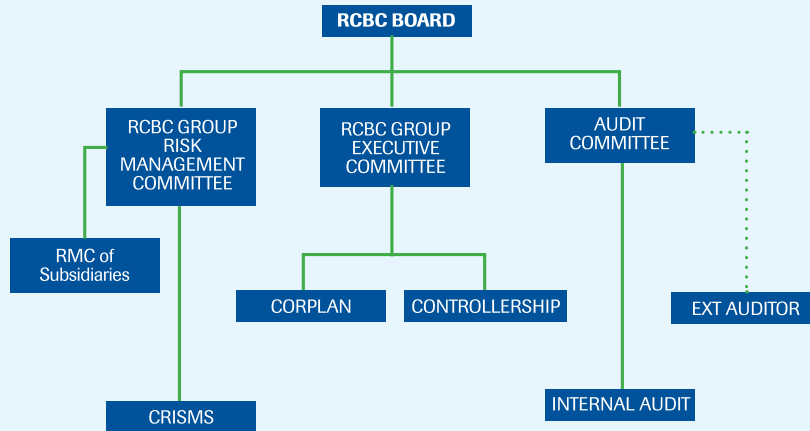 RCBC BOARD
RCBC GROUP
RISK
MANAGEMENT
COMMITTEE
RCBC GROUP
EXECUTIVE
COMMITTEE
AUDIT
COMMITTEE
RMC of
Subsidiaries
CORPLAN
CONTROLLERSHIP
EXT AUDITOR
CRISMS
INTERNAL AUDIT